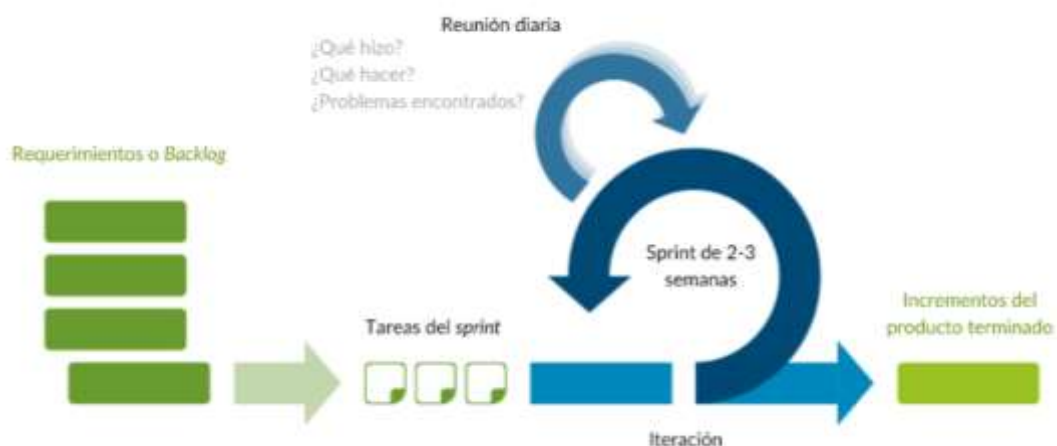 Reunión diaria
¿Qué hizo?
¿Qué hacer?
¿Problemas encontrados?
Requerimientos o Backlog
Sprint de 2-3
semanas
Incrementos del
producto terminado
Tareas del sprint
Iteración